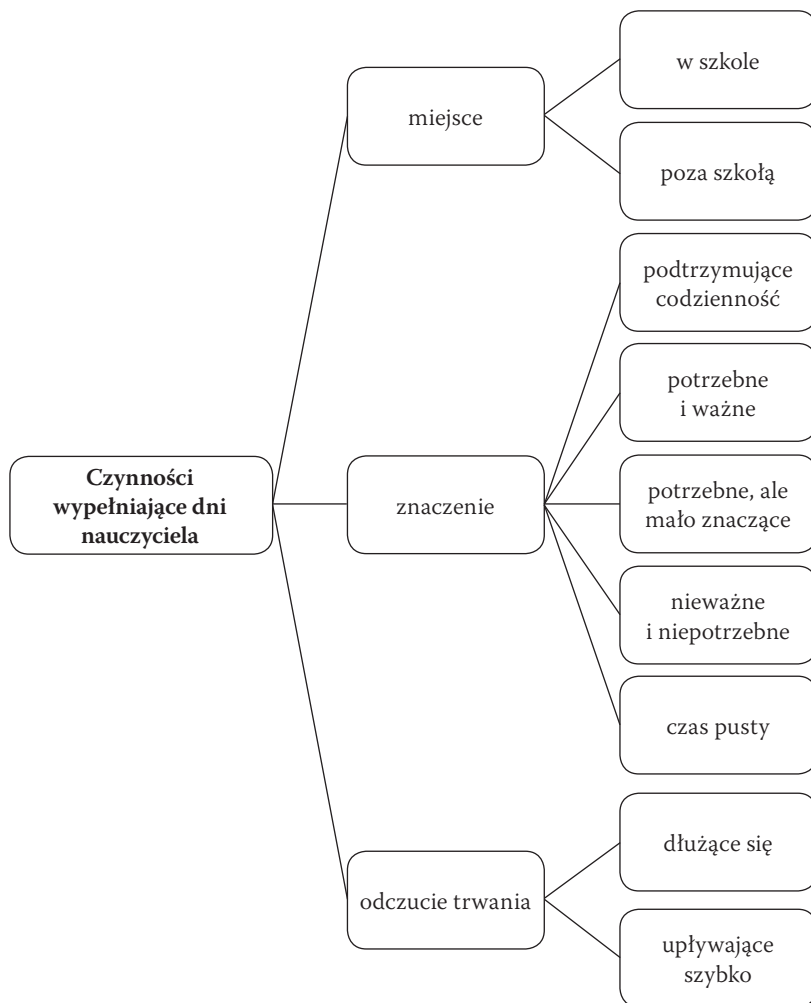 w szkole
miejsce
poza szkołą
podtrzymujące
codzienność
potrzebne
i ważne
Czynności
wypełniające dni
nauczyciela
znaczenie
potrzebne, ale
mało znaczące
nieważne
i niepotrzebne
czas pusty
dłużące się
odczucie trwania
upływające
szybko